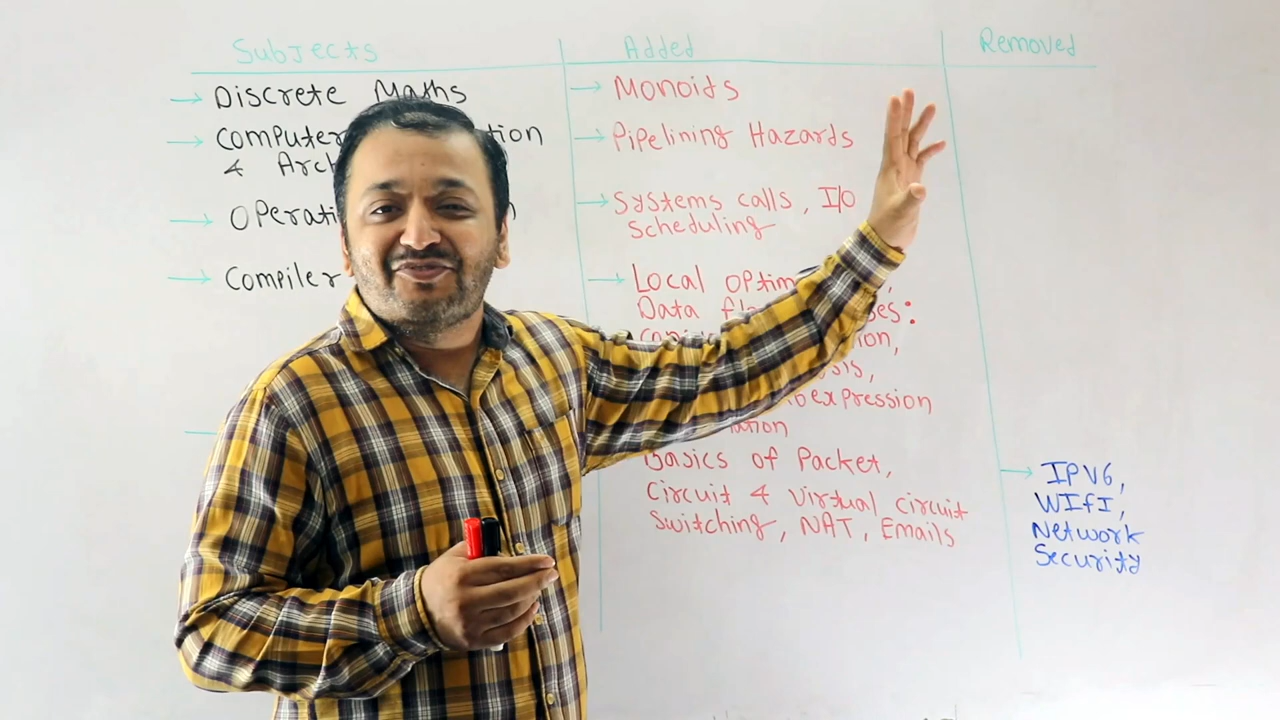 Subjects Added Removed
→ Discrete Maths → Monoids
→ Computer → Pipelining Hazards
&
→ → Systems calls, I/O
scheduling
→ Compiler → Local
Data
expression
Basics of Packet, → IPV6,
Circuit & virtual circuit WIfI,
Switching, NAT, Emails Network
Security